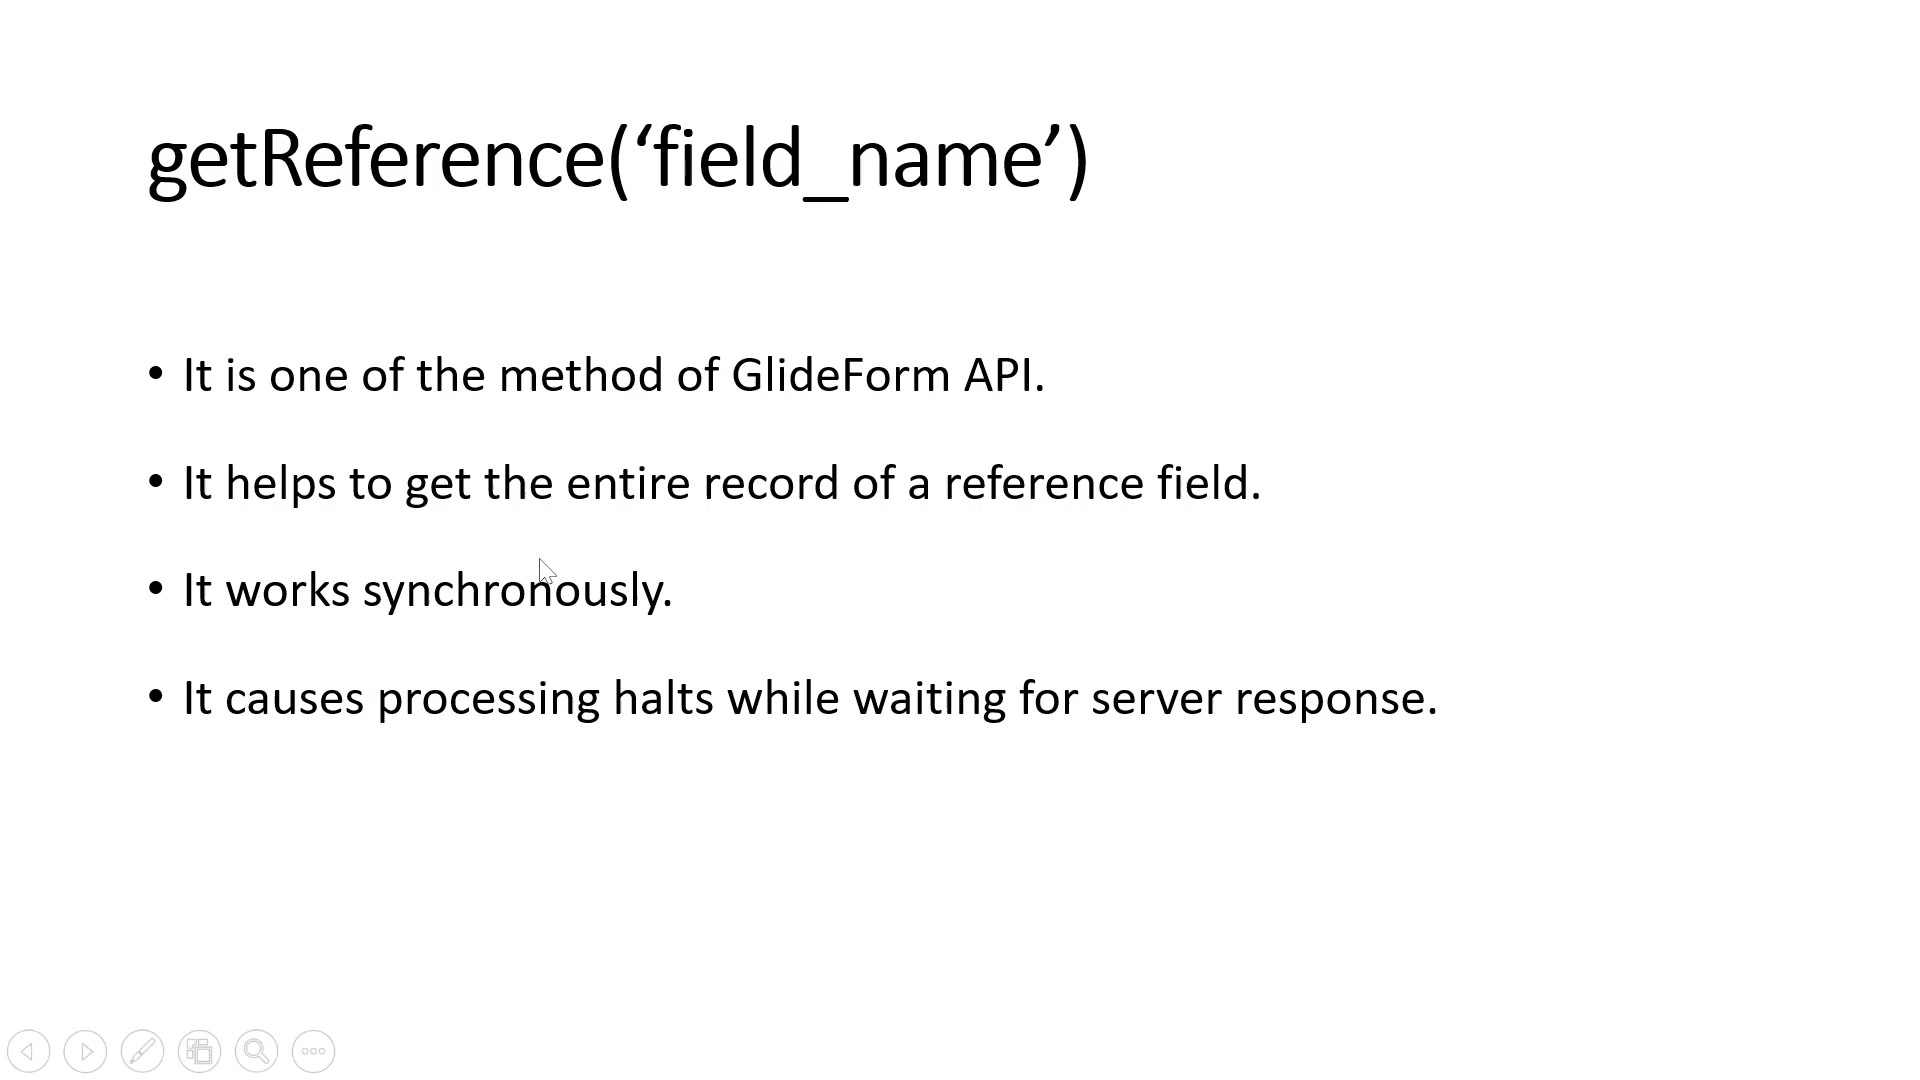 getReference(‘field_name’)
• It is one of the method of GlideForm API.
• It helps to get the entire record of a reference field.
• It works synchronously.
• It causes processing halts while waiting for server response.